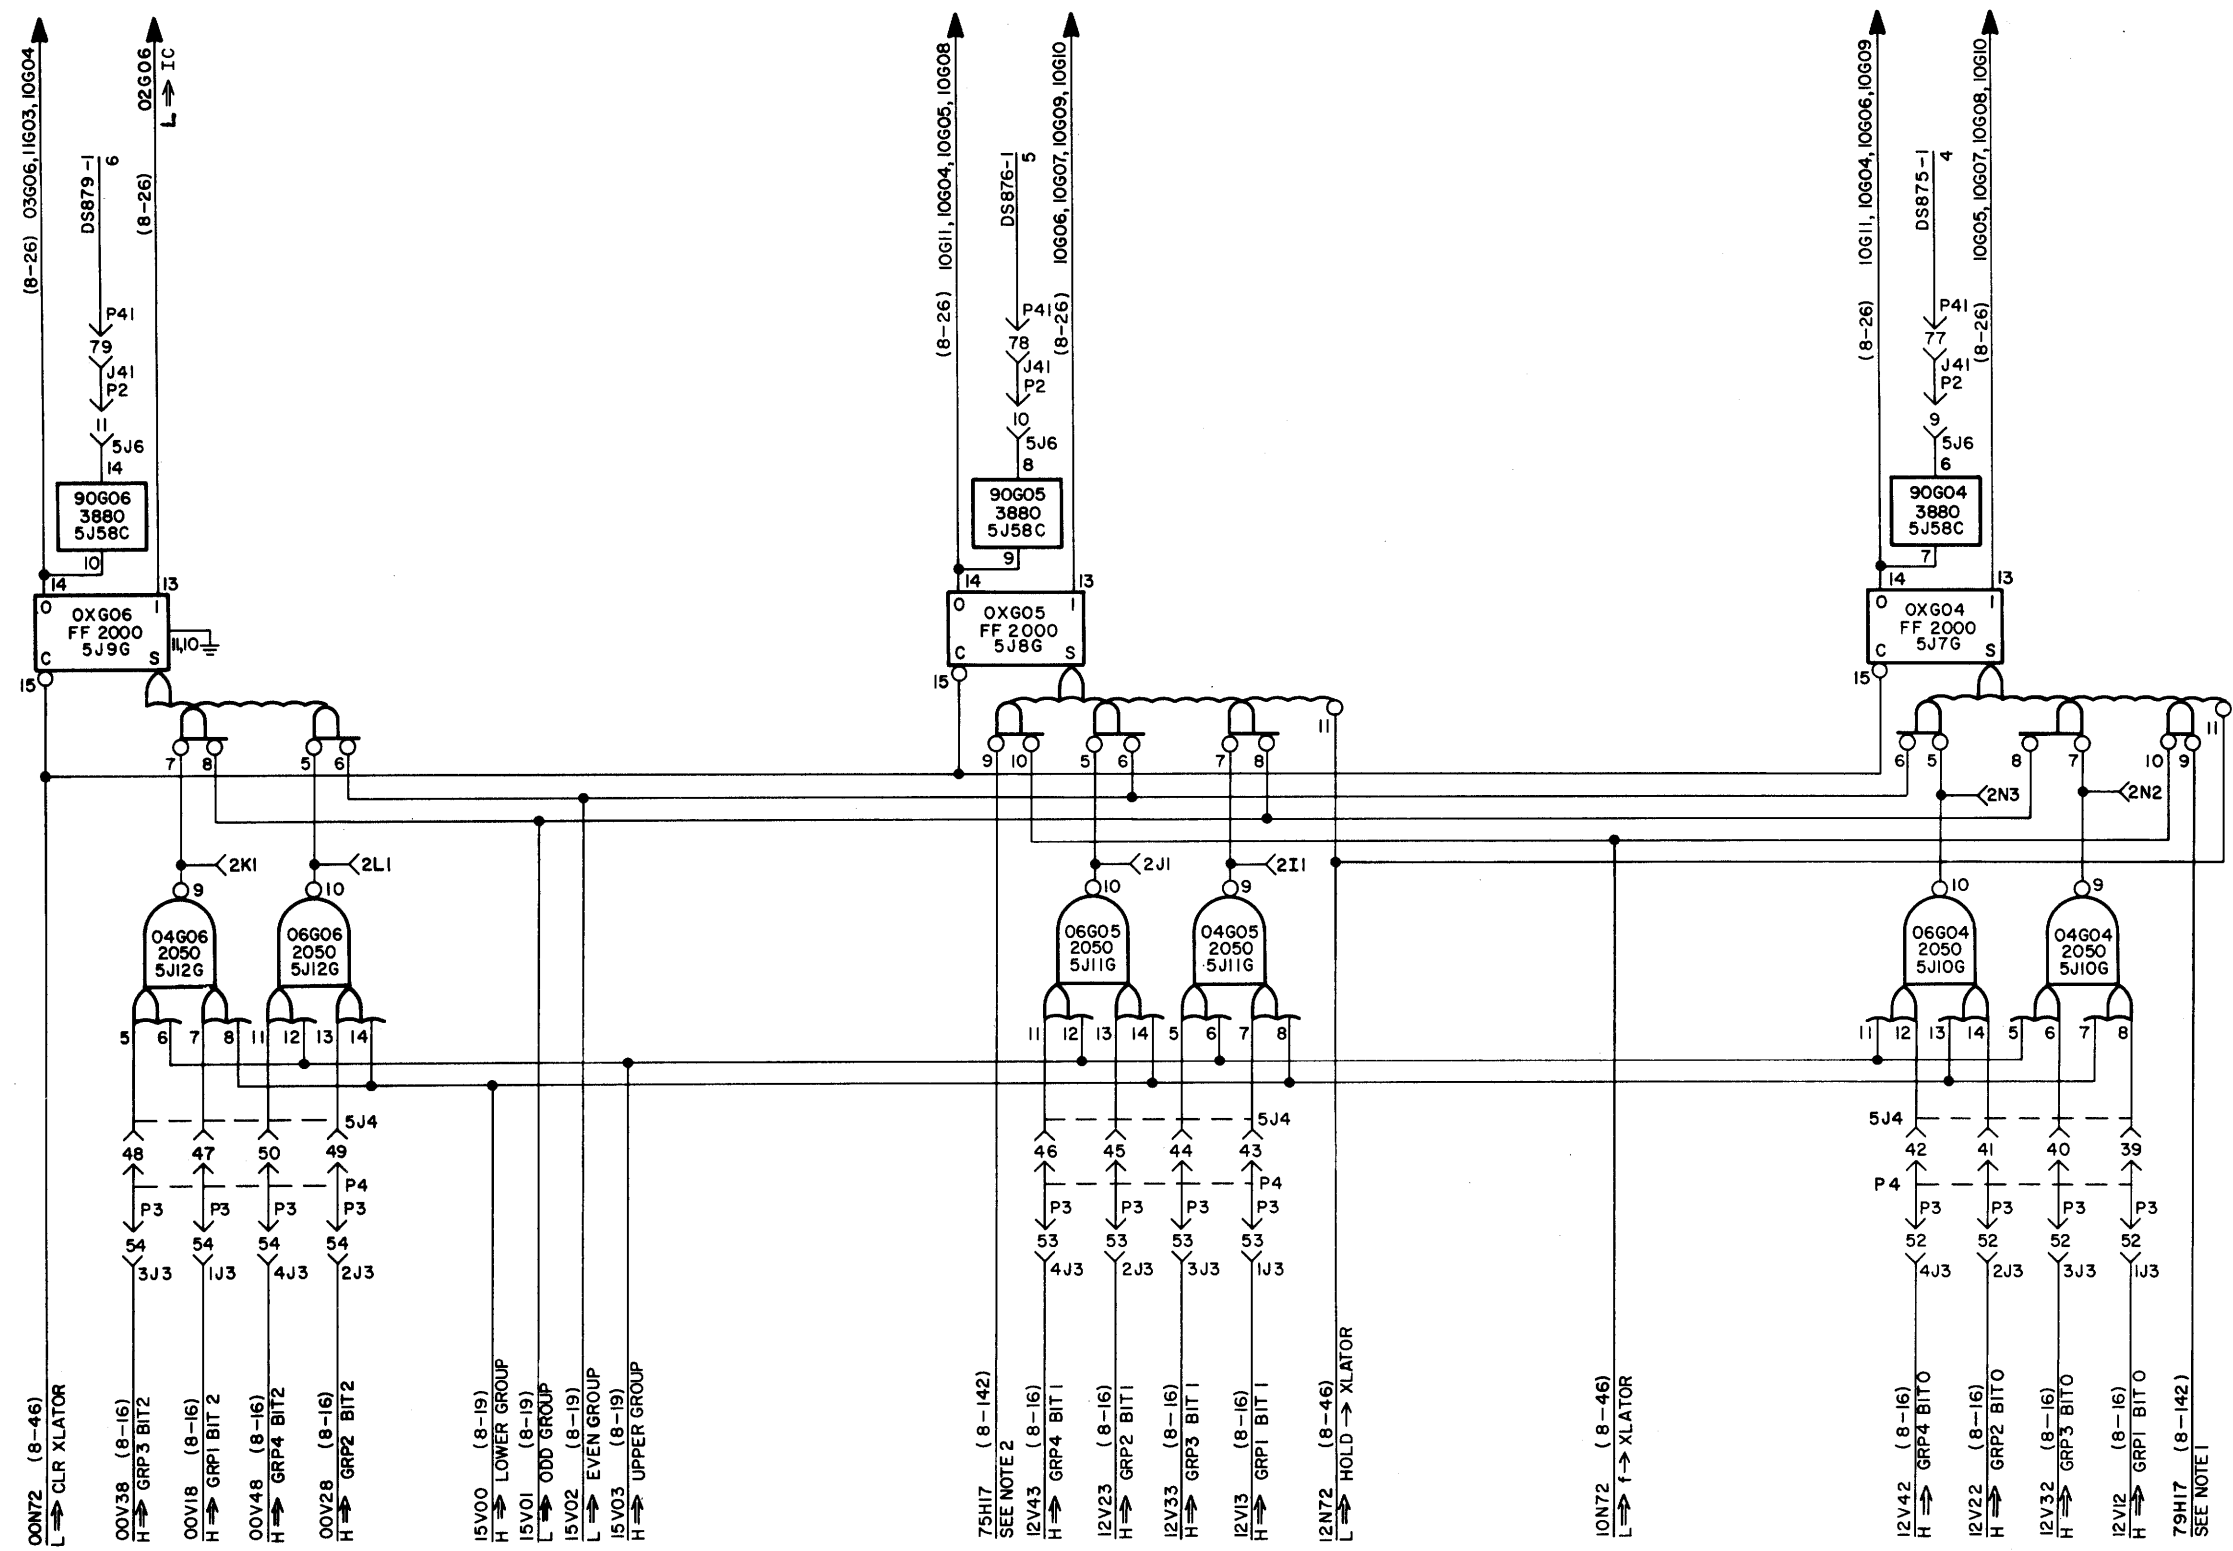 (8-26) 03G06,11G03,10G04
(8-26) 02G06
L ⇒ IC
DS879-1
6
P41
79
J41
P2
11
5J6
14
90G06
3880
5J58C
10
14
13
0 1
0XG06
FF 2000
5J9G
C S
11,10
15
7 8 5 6
2K1
2L1
9
10
04G06
2050
5J12G
06G06
2050
5J12G
5 6 7 8 11 12 13 14
5J4
48 47 50 49
P4
P3 P3 P3 P3
54 54 54 54
3J3 1J3 4J3 2J3
00N72 (8-46)
L ⇒ CLR XLATOR
00V38 (8-16)
H ⇒ GRP3 BIT2
00V18 (8-16)
H ⇒ GRP1 BIT 2
00V48 (8-16)
H ⇒ GRP4 BIT2
00V28 (8-16)
H ⇒ GRP2 BIT2
15V00 (8-19)
H ⇒ LOWER GROUP
15V01 (8-19)
L ⇒ ODD GROUP
15V02 (8-19)
L ⇒ EVEN GROUP
15V03 (8-19)
H ⇒ UPPER GROUP
(8-26) 10G11,10G04,10G05,10G08
(8-26) 10G06,10G07,10G09,10G10
DS876-1
5
P41
78
J41
P2
10
5J6
8
90G05
3880
5J58C
9
14
13
0 1
0XG05
FF 2000
5J8G
C S
15
9 10 5 6 7 8 11
2J1
2I1
10
9
06G05
2050
5J11G
04G05
2050
5J11G
11 12 13 14 5 6 7 8
5J4
46 45 44 43
P4
P3 P3 P3 P3
53 53 53 53
4J3 2J3 3J3 1J3
75H17 (8-142)
SEE NOTE 2
12V43 (8-16)
H ⇒ GRP4 BIT1
12V23 (8-16)
H ⇒ GRP2 BIT1
12V33 (8-16)
H ⇒ GRP3 BIT 1
12V13 (8-16)
H ⇒ GRP1 BIT 1
12N72 (8-46)
L ⇒ HOLD → XLATOR
10N72 (8-46)
L ⇒ f → XLATOR
(8-26) 10G11,10G04,10G06,10G09
(8-26) 10G05,10G07,10G08,10G10
DS875-1
4
P41
77
J41
P2
9
5J6
6
90G04
3880
5J58C
7
14
13
0 1
0XG04
FF 2000
5J7G
C S
15
6 5 8 7 10 9 11
2N3
2N2
10
9
06G04
2050
5J10G
04G04
2050
5J10G
11 12 13 14 5 6 7 8
5J4
42 41 40 39
P4
P3 P3 P3 P3
52 52 52 52
4J3 2J3 3J3 1J3
12V42 (8-16)
H ⇒ GRP4 BIT0
12V22 (8-16)
H ⇒ GRP2 BIT0
12V32 (8-16)
H ⇒ GRP3 BIT0
12V12 (8-16)
H ⇒ GRP1 BIT 0
79H17 (8-142)
SEE NOTE 1